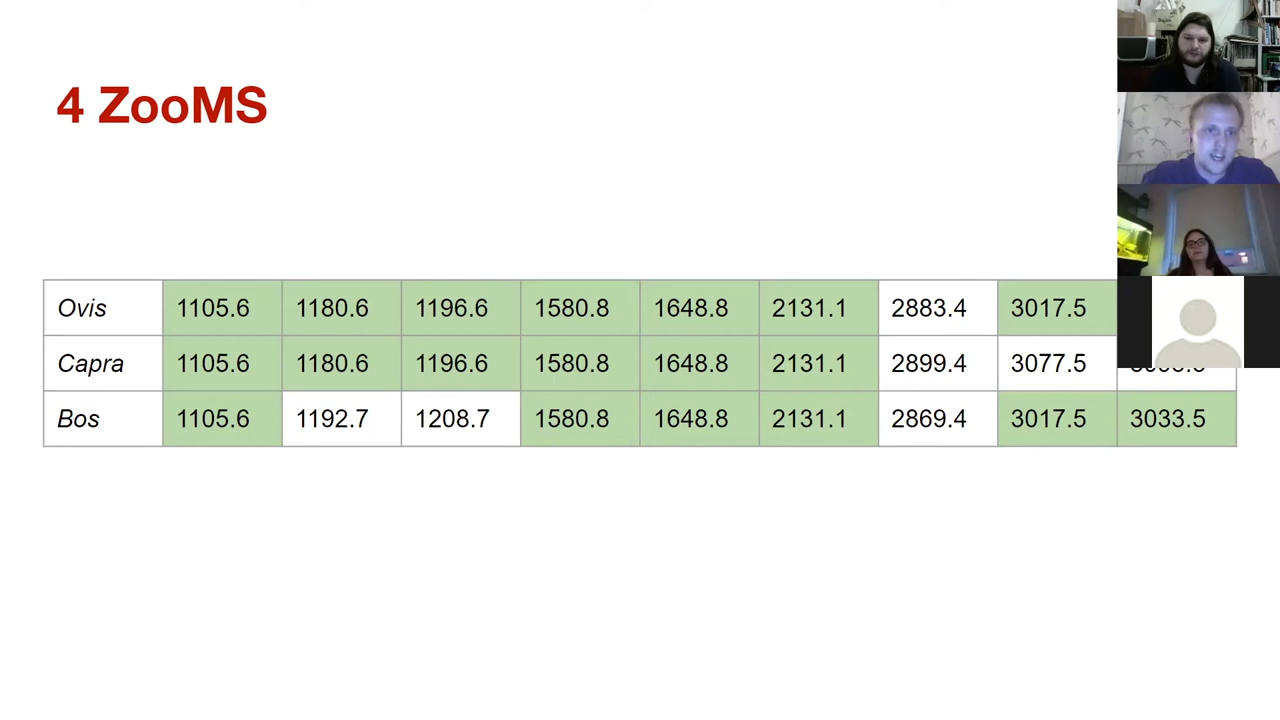 4 ZooMS
Ovis 1105.6 1180.6 1196.6 1580.8 1648.8 2131.1 2883.4 3017.5
Capra 1105.6 1180.6 1196.6 1580.8 1648.8 2131.1 2899.4 3077.5
Bos 1105.6 1192.7 1208.7 1580.8 1648.8 2131.1 2869.4 3017.5 3033.5